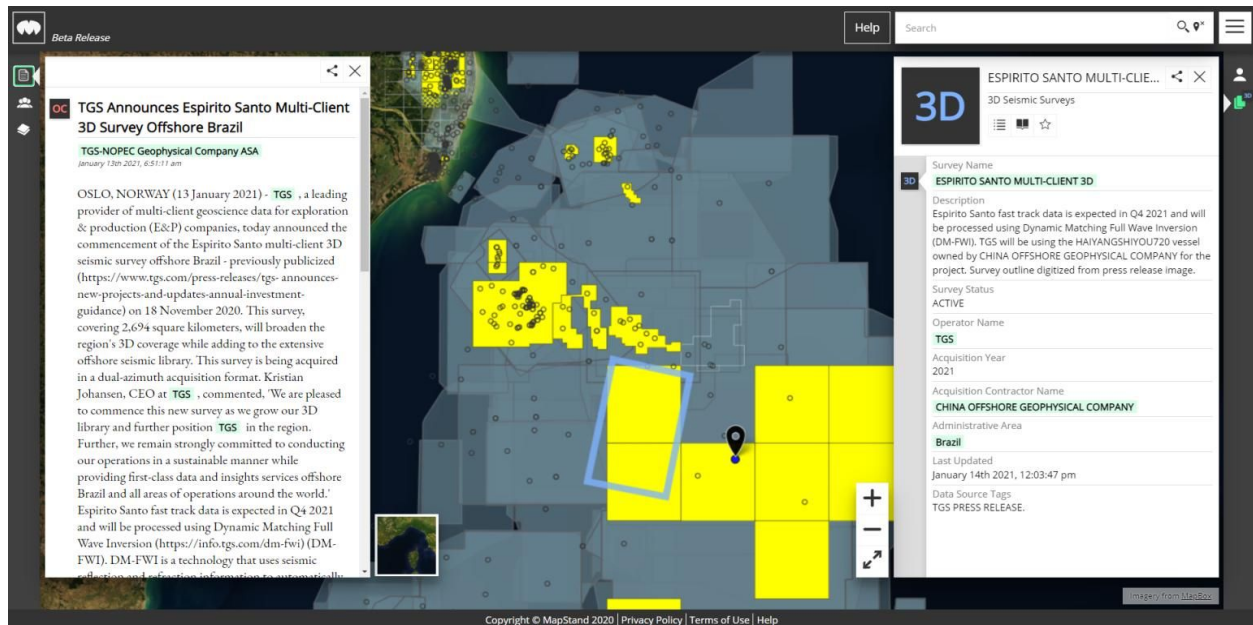 Beta Release
Help
Search
OC
TGS Announces Espirito Santo Multi-Client
3D Survey Offshore Brazil
TGS-NOPEC Geophysical Company ASA
January 13th 2021, 6:51:11 am
OSLO, NORWAY (13 January 2021) - TGS , a leading
provider of multi-client geoscience data for exploration
& production (E&P) companies, today announced the
commencement of the Espirito Santo multi-client 3D
seismic survey offshore Brazil - previously publicized
(https://www.tgs.com/press-releases/tgs- announces-
new-projects-and-updates-annual-investment-
guidance) on 18 November 2020. This survey,
covering 2,694 square kilometers, will broaden the
region's 3D coverage while adding to the extensive
offshore seismic library. This survey is being acquired
in a dual-azimuth acquisition format. Kristian
Johansen, CEO at TGS , commented, 'We are pleased
to commence this new survey as we grow our 3D
library and further position TGS in the region.
Further, we remain strongly committed to conducting
our operations in a sustainable manner while
providing first-class data and insights services offshore
Brazil and all areas of operations around the world.'
Espirito Santo fast track data is expected in Q4 2021
and will be processed using Dynamic Matching Full
Wave Inversion (https://info.tgs.com/dm-fwi) (DM-
FWI). DM-FWI is a technology that uses seismic
reflection and refraction information to automatically
3D
ESPIRITO SANTO MULTI-CLIE...
3D Seismic Surveys
3D
3D
Survey Name
ESPIRITO SANTO MULTI-CLIENT 3D
Description
Espirito Santo fast track data is expected in Q4 2021 and will
be processed using Dynamic Matching Full Wave Inversion
(DM-FWI). TGS will be using the HAIYANGSHIYOU720 vessel
owned by CHINA OFFSHORE GEOPHYSICAL COMPANY for the
project. Survey outline digitized from press release image.
Survey Status
ACTIVE
Operator Name
TGS
Acquisition Year
2021
Acquisition Contractor Name
CHINA OFFSHORE GEOPHYSICAL COMPANY
Administrative Area
Brazil
Last Updated
January 14th 2021, 12:03:47 pm
Data Source Tags
TGS PRESS RELEASE.
Imagery from MapBox
Copyright © MapStand 2020 | Privacy Policy | Terms of Use | Help